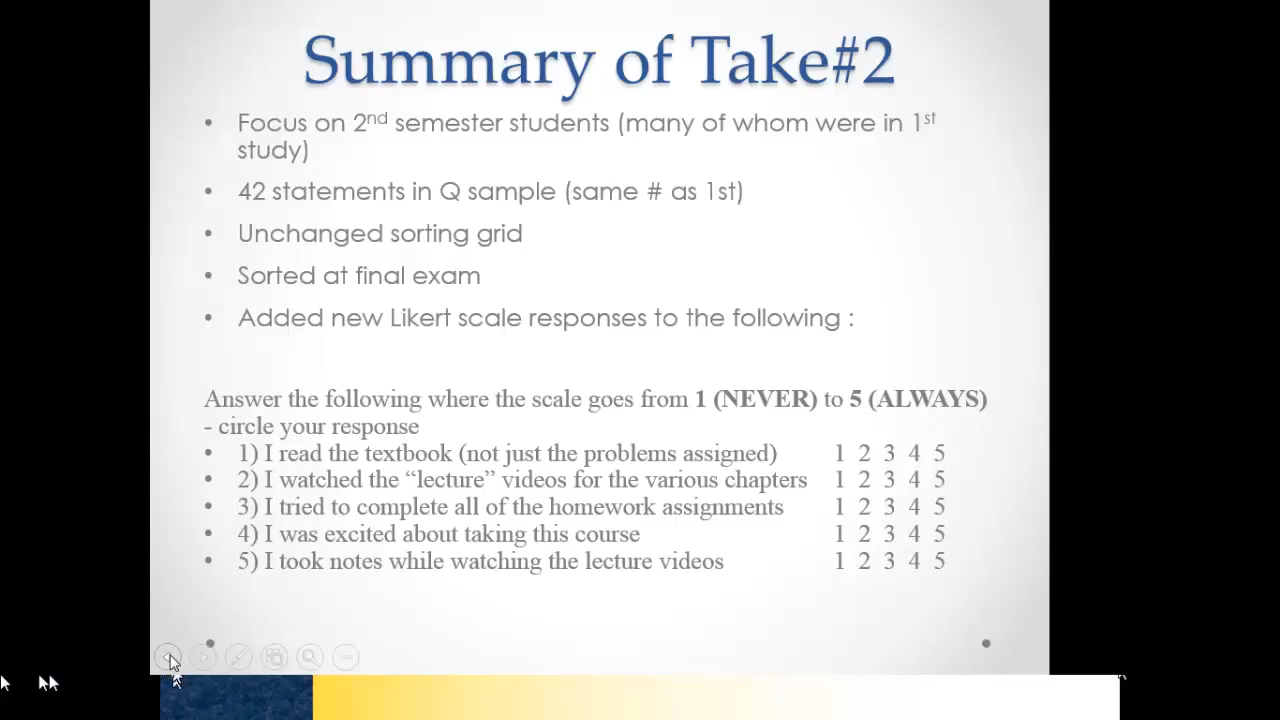 Summary of Take#2
• Focus on 2nd semester students (many of whom were in 1st
study)
• 42 statements in Q sample (same # as 1st)
• Unchanged sorting grid
• Sorted at final exam
• Added new Likert scale responses to the following :
Answer the following where the scale goes from 1 (NEVER) to 5 (ALWAYS)
- circle your response
• 1) I read the textbook (not just the problems assigned) 1 2 3 4 5
• 2) I watched the “lecture” videos for the various chapters 1 2 3 4 5
• 3) I tried to complete all of the homework assignments 1 2 3 4 5
• 4) I was excited about taking this course 1 2 3 4 5
• 5) I took notes while watching the lecture videos 1 2 3 4 5